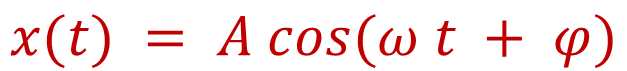 x(t) = A cos(ω t + φ)